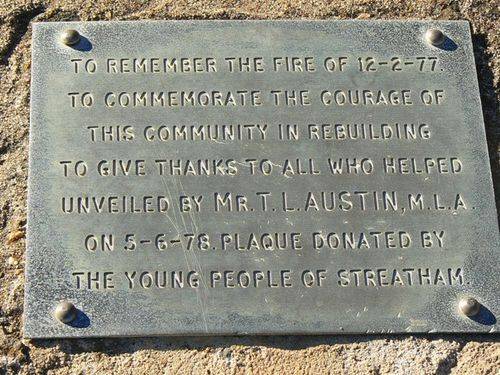 TO REMEMBER THE FIRE OF 12-2-77.
TO COMMEMORATE THE COURAGE OF
THIS COMMUNITY IN REBUILDING
TO GIVE THANKS TO ALL WHO HELPED
UNVEILED BY MR. T. L. AUSTIN, M.L.A.
ON 5-6-78. PLAQUE DONATED BY
THE YOUNG PEOPLE OF STREATHAM.